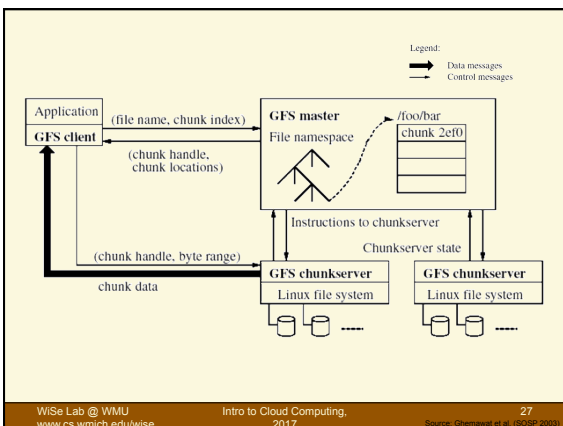 Legend:
Data messages
Control messages
Application
GFS client
(file name, chunk index)
(chunk handle,
chunk locations)
GFS master
File namespace
/foo/bar
chunk 2ef0
Instructions to chunkserver
Chunkserver state
(chunk handle, byte range)
chunk data
GFS chunkserver
Linux file system
GFS chunkserver
Linux file system
WiSe Lab @ WMU
www.cs.wmich.edu/wise
Intro to Cloud Computing,
2017
27
Source: Ghemawat et al. (SOSP 2003)